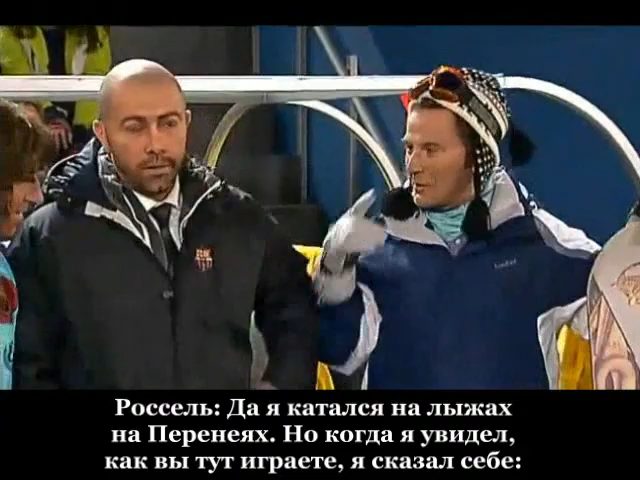 Россель: Да я катался на лыжах
на Перенеях. Но когда я увидел,
как вы тут играете, я сказал себе: